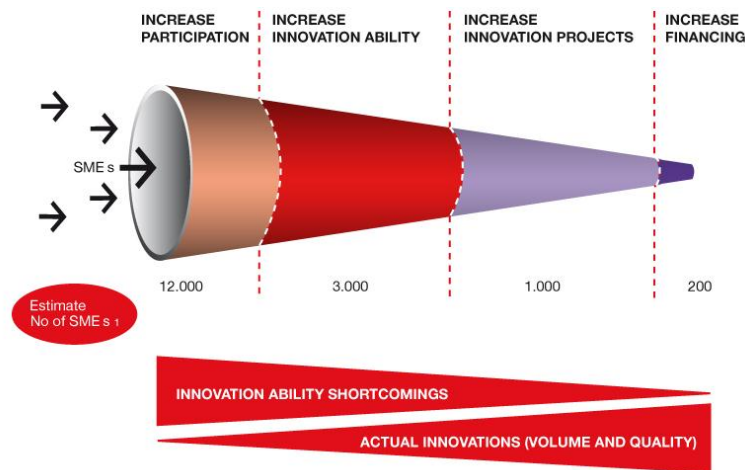 INCREASE
PARTICIPATION
INCREASE
INNOVATION ABILITY
INCREASE
INNOVATION PROJECTS
INCREASE
FINANCING
SME s
12.000
3.000
1.000
200
Estimate
No of SME s 1
INNOVATION ABILITY SHORTCOMINGS
ACTUAL INNOVATIONS (VOLUME AND QUALITY)